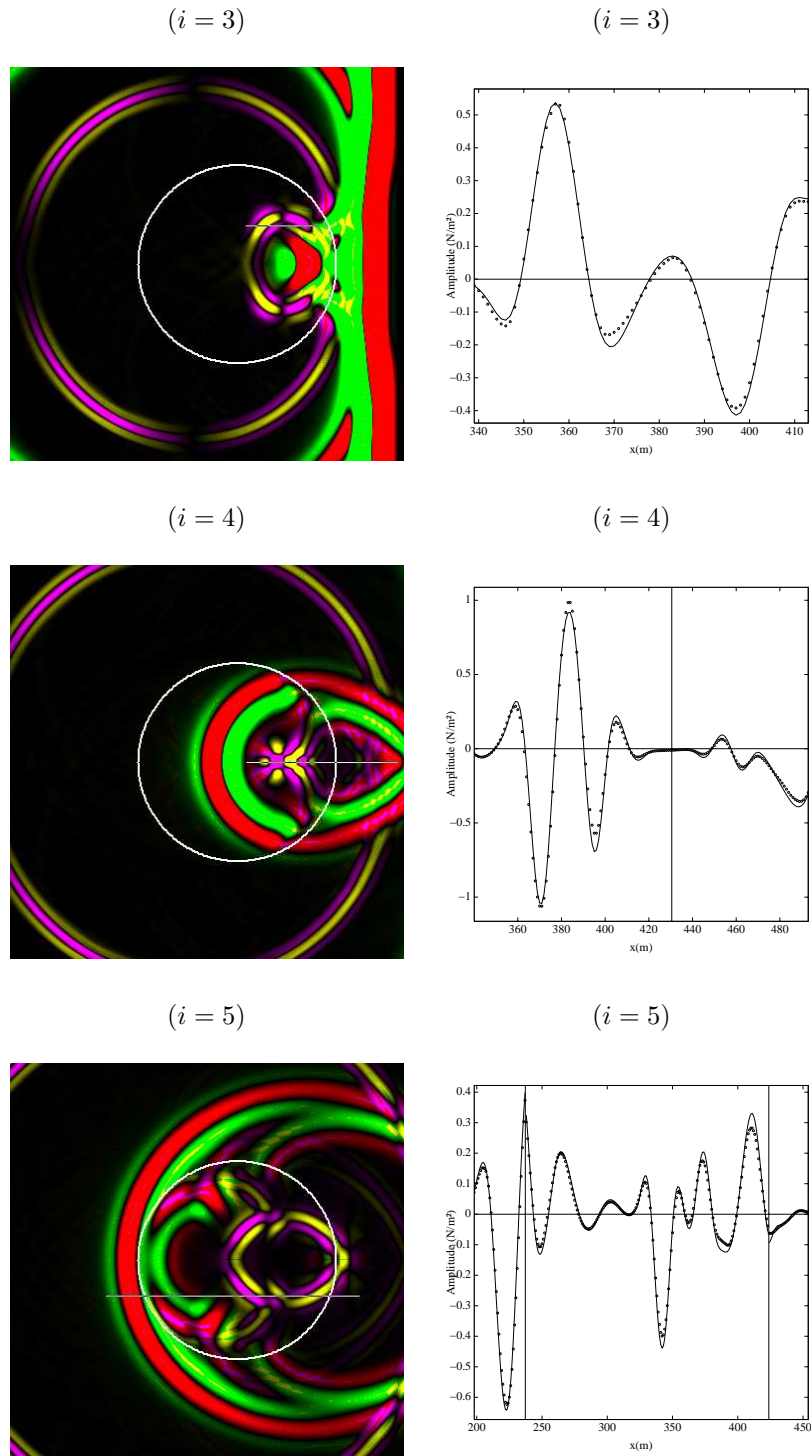 (i = 3)
(i = 3)
Amplitude (N/m²)
0.5
0.4
0.3
0.2
0.1
0
−0.1
−0.2
−0.3
−0.4
340 350 360 370 380 390 400 410
x(m)
(i = 4)
(i = 4)
Amplitude (N/m²)
1
0.5
0
−0.5
−1
360 380 400 420 440 460 480
x(m)
(i = 5)
(i = 5)
Amplitude (N/m²)
0.4
0.3
0.2
0.1
0
−0.1
−0.2
−0.3
−0.4
−0.5
−0.6
200 250 300 350 400 450
x(m)